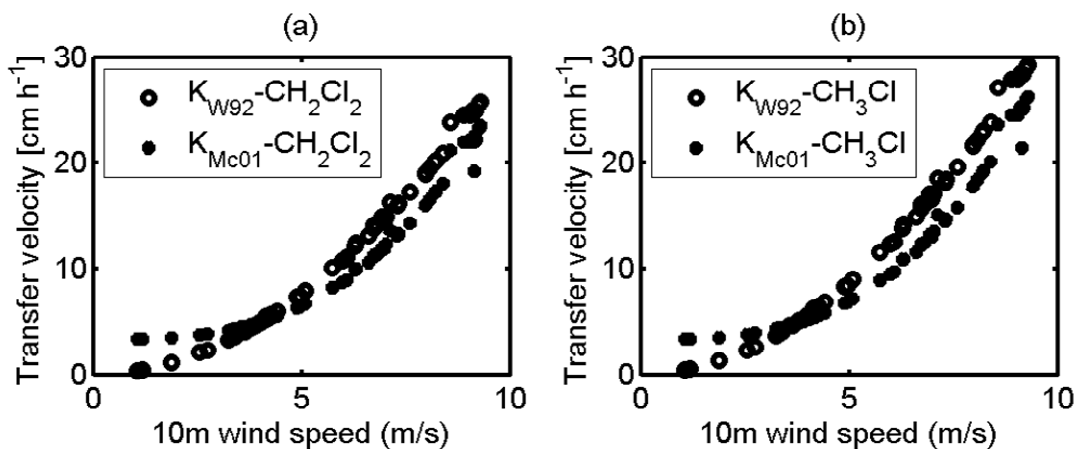 (a)
Transfer velocity [cm h⁻¹]
30
20
10
0
K_W92-CH₂Cl₂
K_Mc01-CH₂Cl₂
0 5 10
10m wind speed (m/s)
(b)
Transfer velocity [cm h⁻¹]
30
20
10
0
K_W92-CH₃Cl
K_Mc01-CH₃Cl
0 5 10
10m wind speed (m/s)